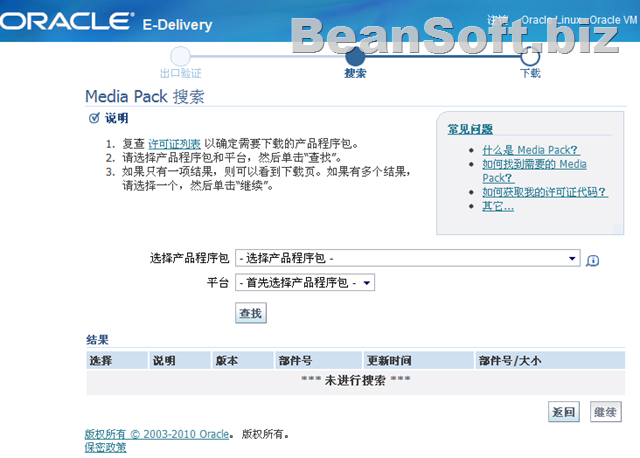 ORACLE E-Delivery
Oracle Linux Oracle VM
BeanSoft.biz
出口验证 搜索 下载
Media Pack 搜索
说明
1. 复查 许可证列表 以确定需要下载的产品程序包。
2. 请选择产品程序包和平台，然后单击“查找”。
3. 如果只有一项结果，则可以看到下载页。如果有多个结果，
请选择一个，然后单击“继续”。
常见问题
什么是 Media Pack?
如何找到需要的 Media
Pack?
如何获取我的许可证代码?
其它...
选择产品程序包 - 选择产品程序包 -
平台 - 首先选择产品程序包 -
查找
结果
选择 说明 版本 部件号 更新时间 部件号/大小
*** 未进行搜索 ***
返回 继续
版权所有 © 2003-2010 Oracle。 版权所有。
保密政策